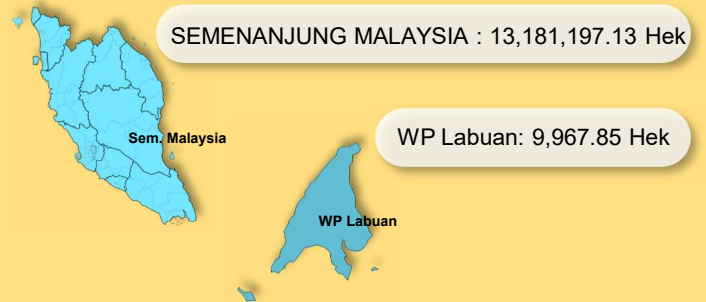 SEMENANJUNG MALAYSIA : 13,181,197.13 Hek
Sem. Malaysia
WP Labuan: 9,967.85 Hek
WP Labuan